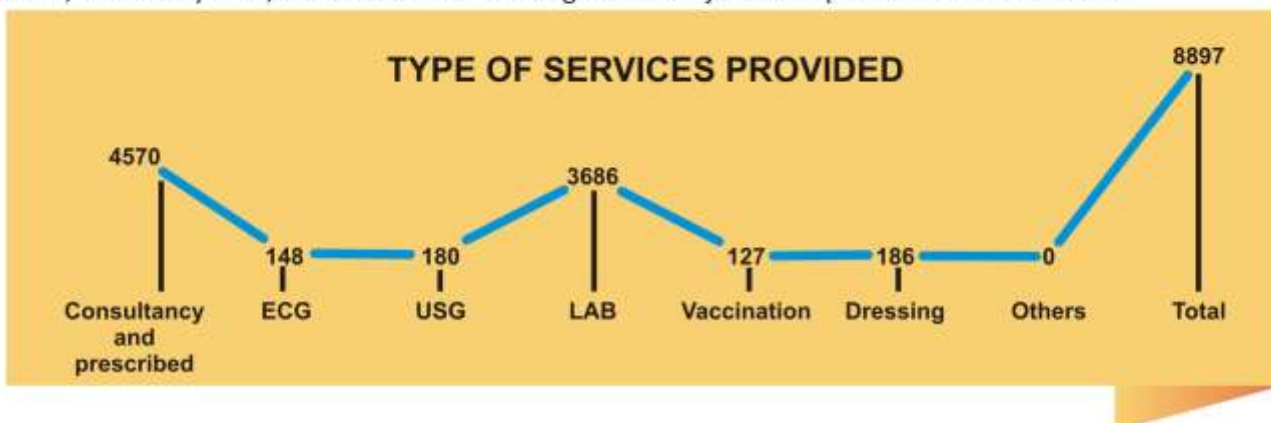 TYPE OF SERVICES PROVIDED
8897
4570
3686
148
180
127
186
0
Consultancy
and
prescribed
ECG
USG
LAB
Vaccination
Dressing
Others
Total